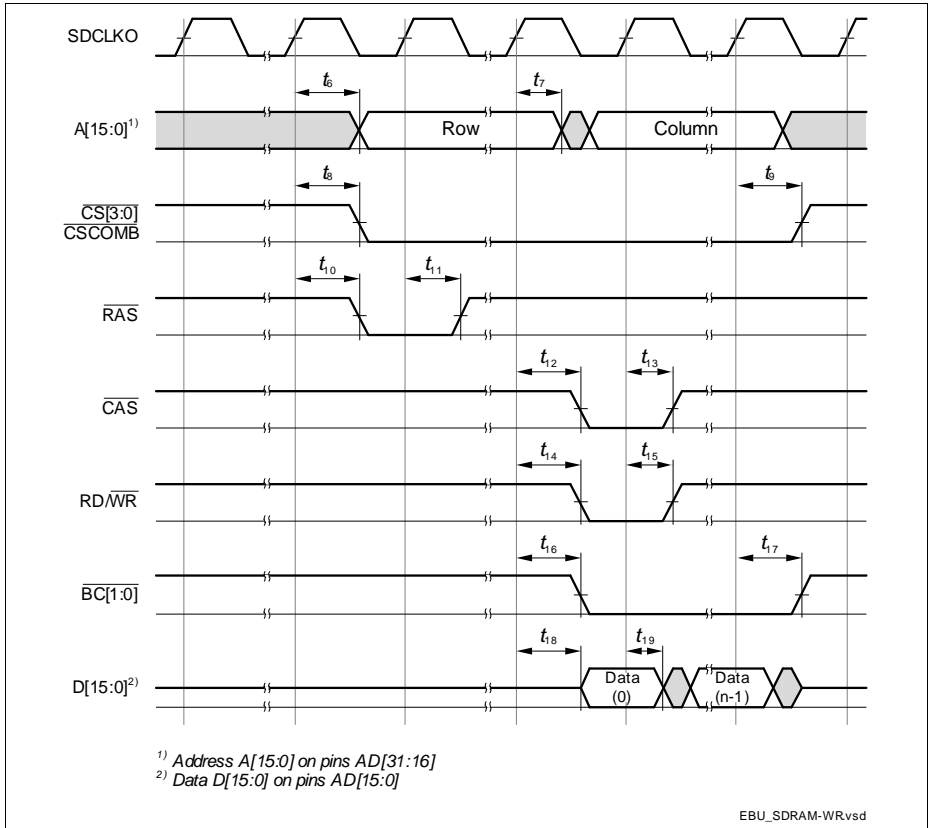 SDCLKO
t6 t7
A[15:0]1) Row Column
t8 t9
CS[3:0]
CSCOMB
t10 t11
RAS
t12 t13
CAS
t14 t15
RD/WR
t16 t17
BC[1:0]
t18 t19
D[15:0]2) Data (0) Data (n-1)
1) Address A[15:0] on pins AD[31:16]
2) Data D[15:0] on pins AD[15:0]
EBU_SDRAM-WR.vsd